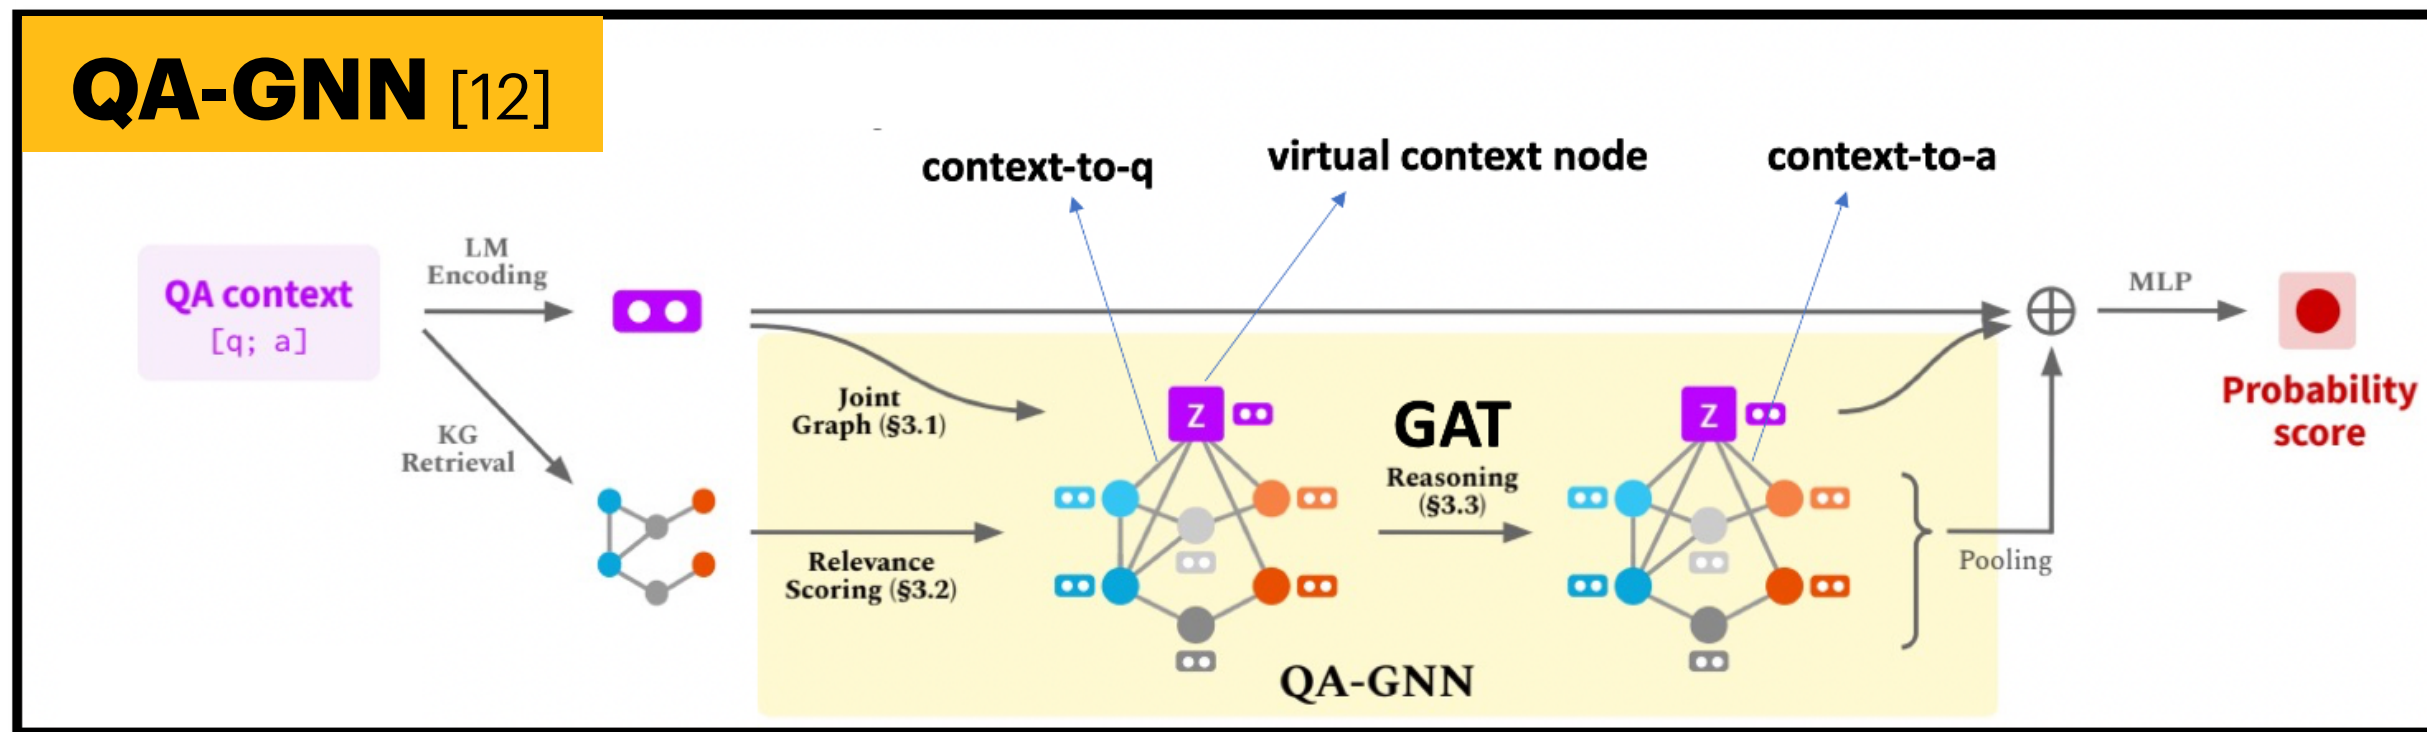 QA-GNN [12]
context-to-q
virtual context node
context-to-a
QA context
[q; a]
LM
Encoding
KG
Retrieval
Joint
Graph (§3.1)
Relevance
Scoring (§3.2)
Z
GAT
Reasoning
(§3.3)
Z
QA-GNN
Pooling
MLP
Probability
score